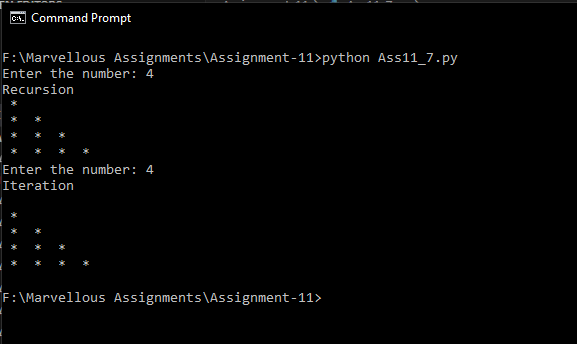 Command Prompt
F:\Marvellous Assignments\Assignment-11>python Ass11_7.py
Enter the number: 4
Recursion
*
* *
* * *
* * * *
Enter the number: 4
Iteration
*
* *
* * *
* * * *
F:\Marvellous Assignments\Assignment-11>